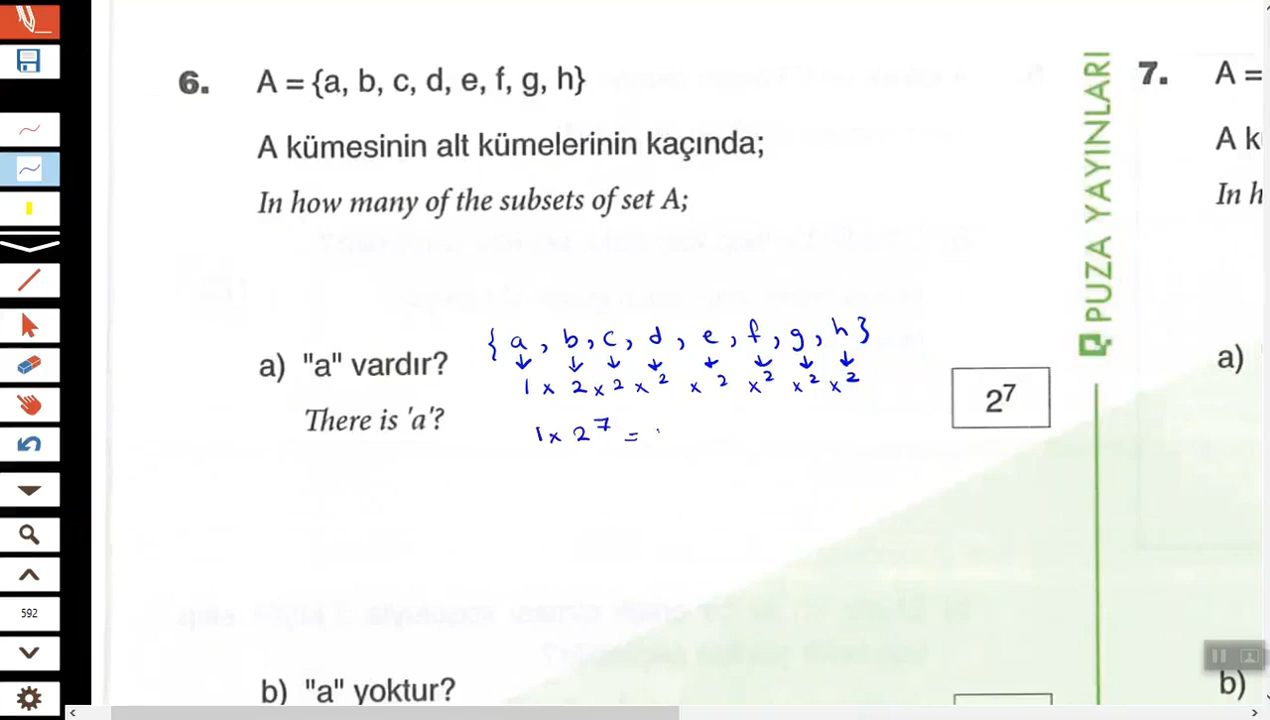 6. A = {a, b, c, d, e, f, g, h}
A kümesinin alt kümelerinin kaçında;
In how many of the subsets of set A;
{a, b, c, d, e, f, g, h}
a) "a" vardır?
1 x 2 x 2 x 2 x 2 x 2 x 2 x 2
There is 'a'?
1 x 2⁷ =
2⁷
b) "a" yoktur?
PUZA YAYINLARI
7. A =
A k
In h
a)
b)
592